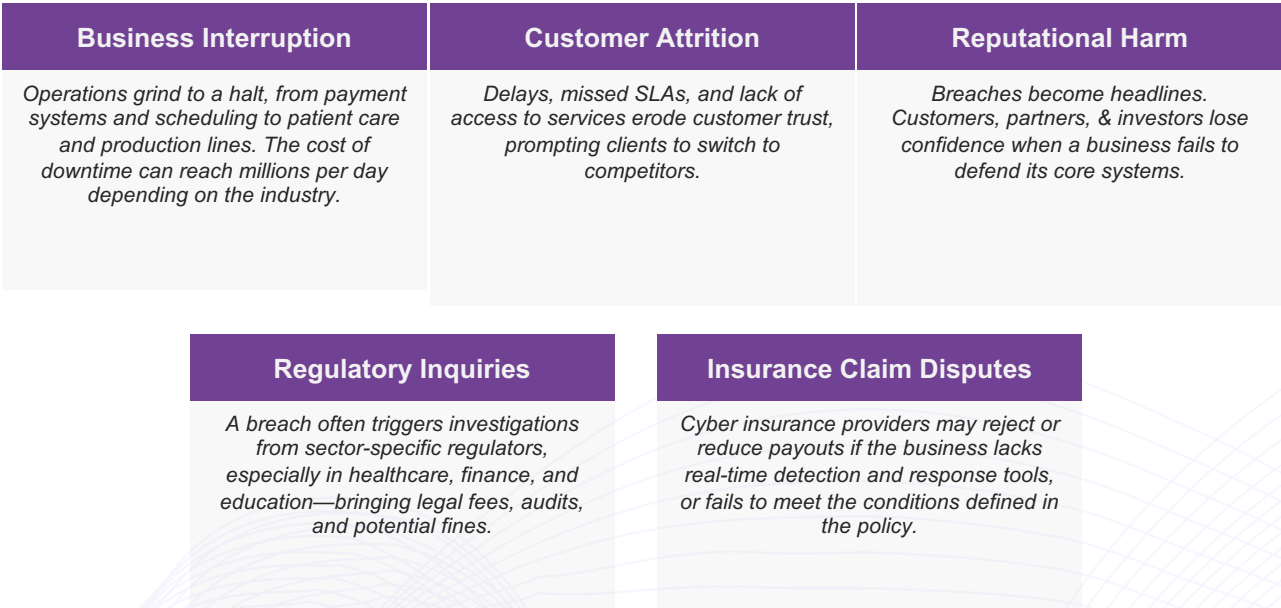 Business Interruption
Operations grind to a halt, from payment
systems and scheduling to patient care
and production lines. The cost of
downtime can reach millions per day
depending on the industry.
Customer Attrition
Delays, missed SLAs, and lack of
access to services erode customer trust,
prompting clients to switch to
competitors.
Reputational Harm
Breaches become headlines.
Customers, partners, & investors lose
confidence when a business fails to
defend its core systems.
Regulatory Inquiries
A breach often triggers investigations
from sector-specific regulators,
especially in healthcare, finance, and
education—bringing legal fees, audits,
and potential fines.
Insurance Claim Disputes
Cyber insurance providers may reject or
reduce payouts if the business lacks
real-time detection and response tools,
or fails to meet the conditions defined in
the policy.